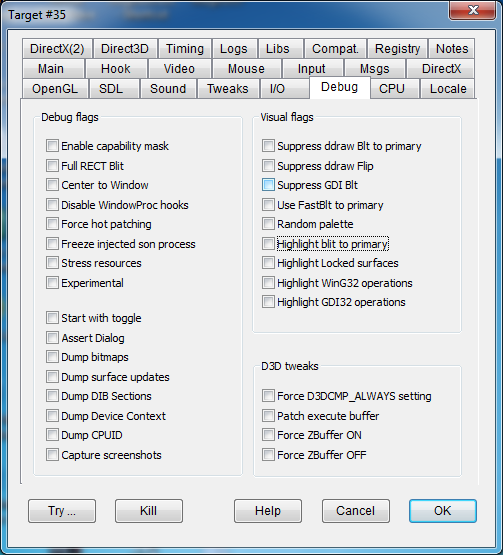 Target #35
DirectX(2) Direct3D Timing Logs Libs Compat. Registry Notes
Main Hook Video Mouse Input Msgs DirectX
OpenGL SDL Sound Tweaks I/O Debug CPU Locale
Debug flags
Enable capability mask
Full RECT Blit
Center to Window
Disable WindowProc hooks
Force hot patching
Freeze injected son process
Stress resources
Experimental
Start with toggle
Assert Dialog
Dump bitmaps
Dump surface updates
Dump DIB Sections
Dump Device Context
Dump CPUID
Capture screenshots
Visual flags
Suppress ddraw Blt to primary
Suppress ddraw Flip
Suppress GDI Blt
Use FastBlt to primary
Random palette
Highlight blit to primary
Highlight Locked surfaces
Highlight WinG32 operations
Highlight GDI32 operations
D3D tweaks
Force D3DCMP_ALWAYS setting
Patch execute buffer
Force ZBuffer ON
Force ZBuffer OFF
Try ... Kill Help Cancel OK